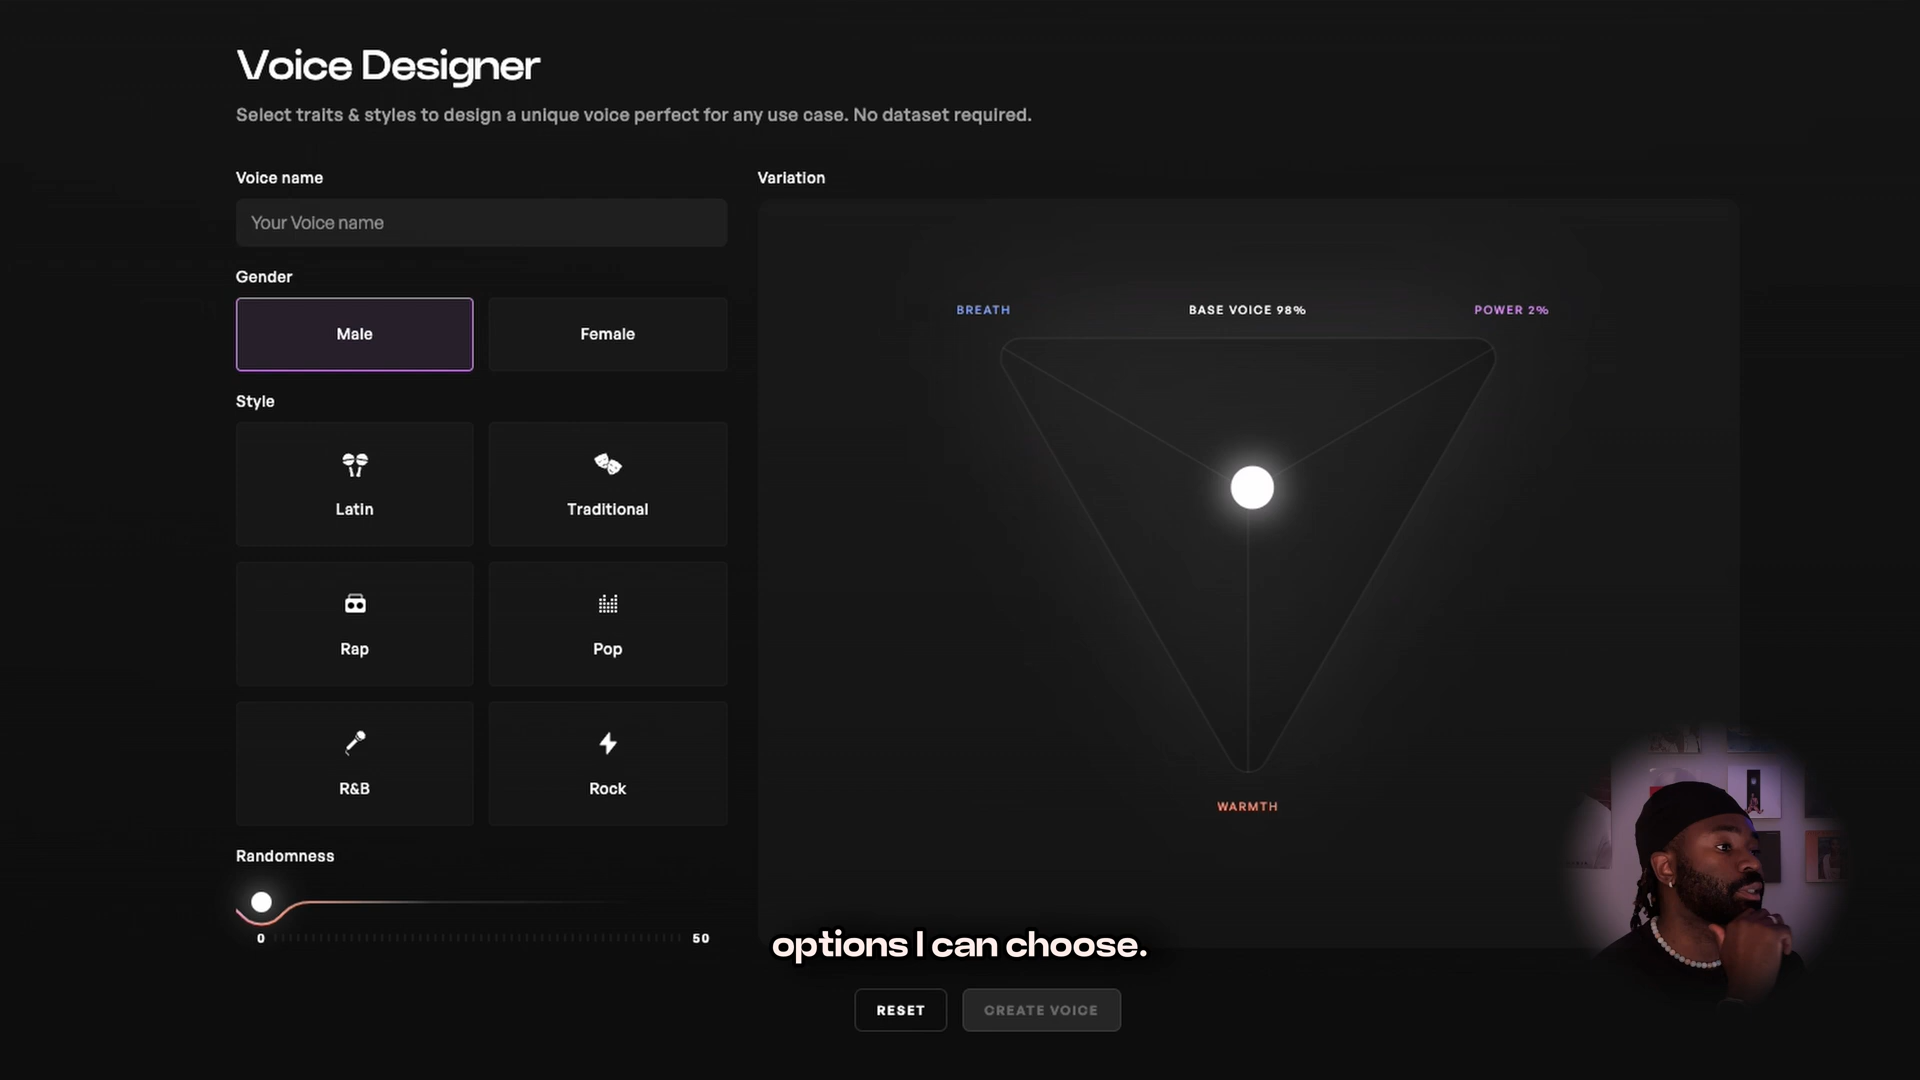 Voice Designer
Select traits & styles to design a unique voice perfect for any use case. No dataset required.
Voice name
Your Voice name
Gender
Male
Female
Style
Latin
Traditional
Rap
Pop
R&B
Rock
Randomness
0
50
Variation
BREATH
BASE VOICE 98%
POWER 2%
WARMTH
options I can choose.
RESET
CREATE VOICE